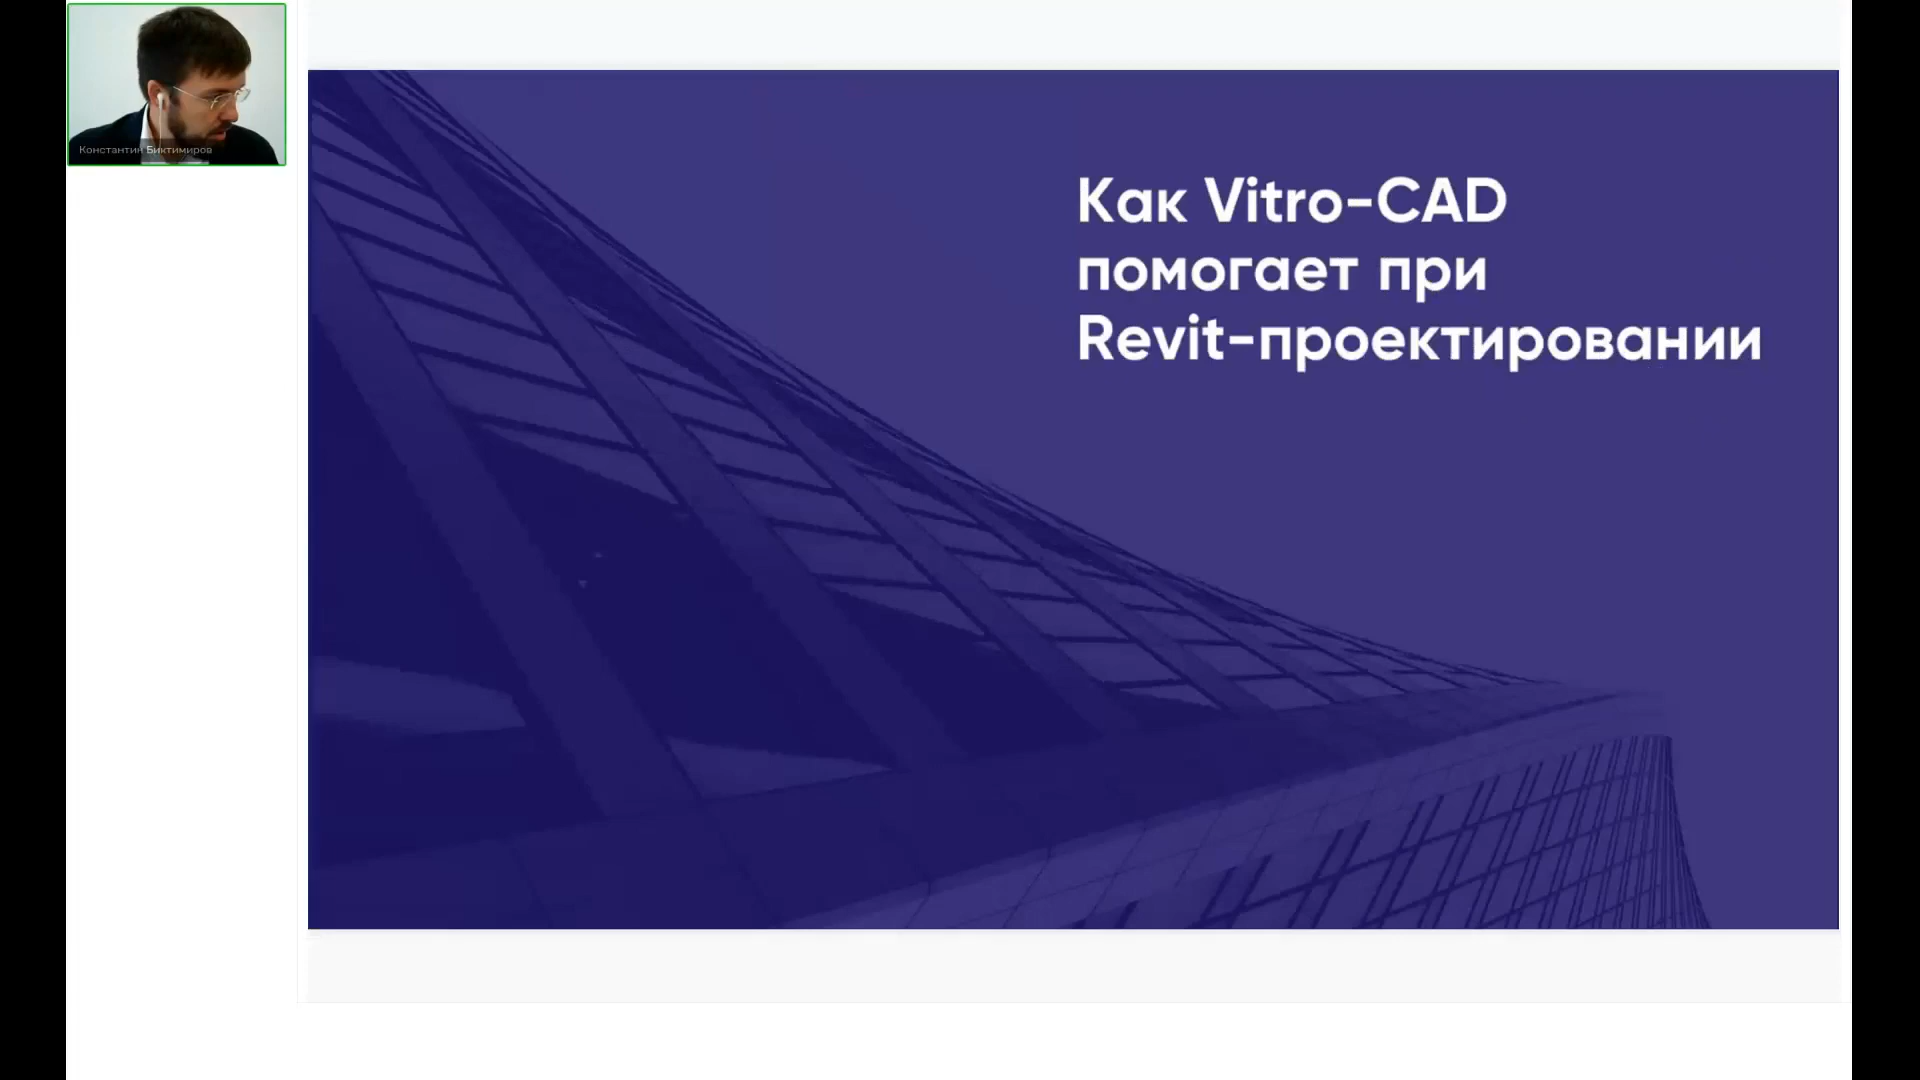 Константин Биктимиров
Как Vitro-CAD
помогает при
Revit-проектировании